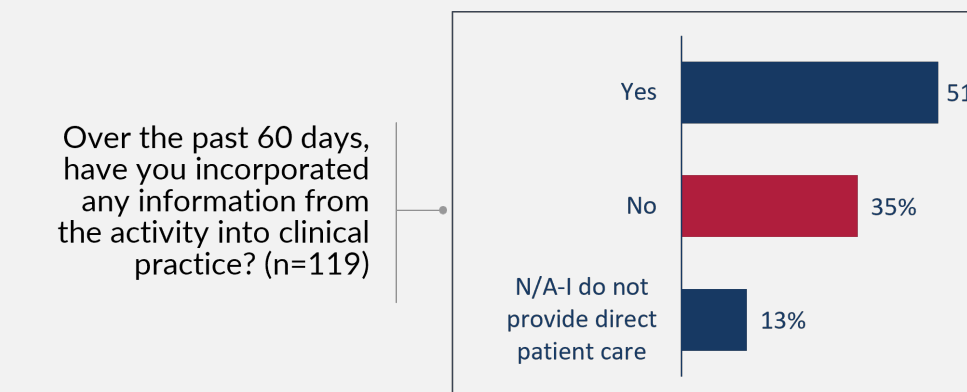 Over the past 60 days,
have you incorporated
any information from
the activity into clinical
practice? (n=119)
Yes
51
No
35%
N/A-I do not
provide direct
patient care
13%